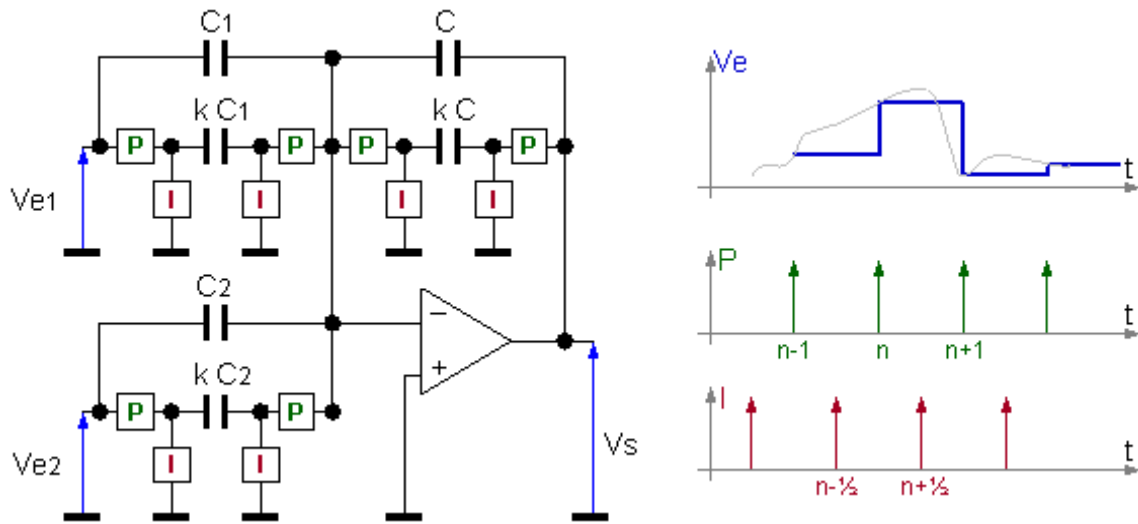 C1 C
k C1 k C
P P P P
I I I I
Ve1
C2
k C2
P P
I I
−
+
Ve2
Vs
Ve
t
P
t
n-1 n n+1
I
t
n-½ n+½